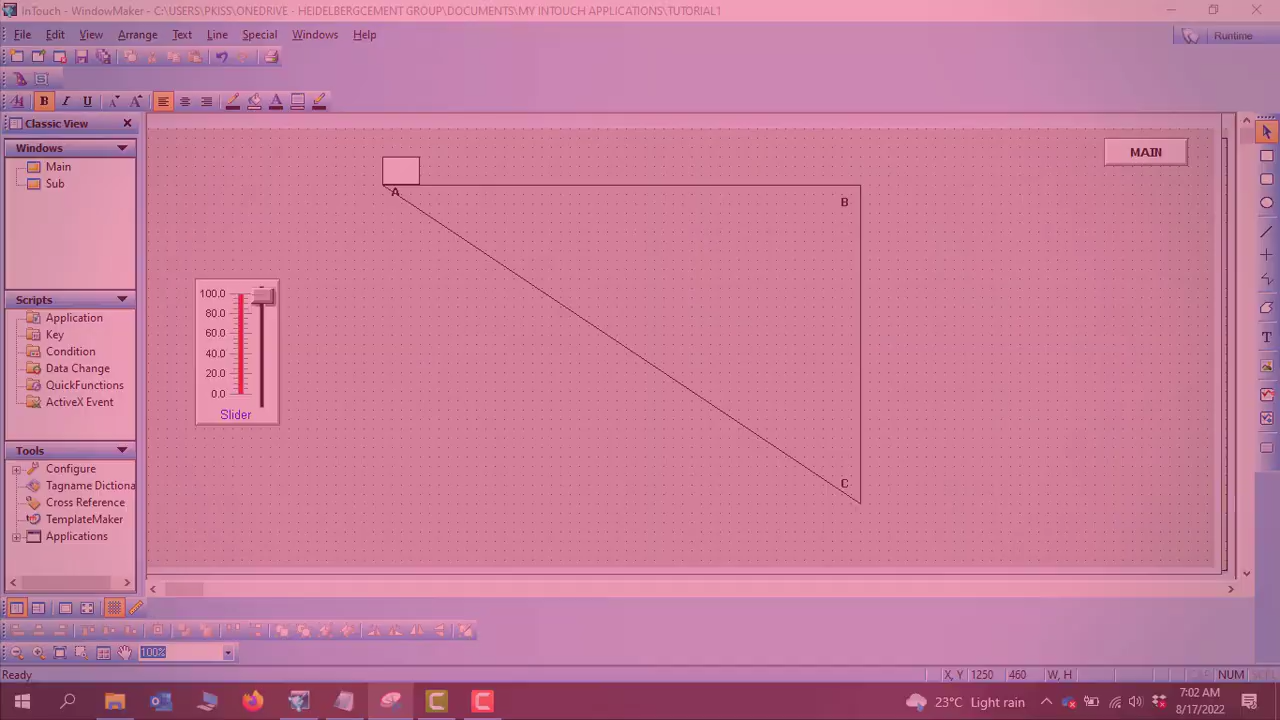 InTouch - WindowMaker - C:\USERS\PKISS\ONEDRIVE - HEIDELBERGCEMENT GROUP\DOCUMENTS\MY INTOUCH APPLICATIONS\TUTORIAL1
File Edit View Arrange Text Line Special Windows Help
Runtime
B I U
Classic View
Windows
Main
Sub
Scripts
Application
Key
Condition
Data Change
QuickFunctions
ActiveX Event
Tools
Configure
Tagname Dictiona
Cross Reference
TemplateMaker
Applications
MAIN
A
B
C
100.0
80.0
60.0
40.0
20.0
0.0
Slider
100%
Ready
X, Y 1250 460 W, H NUM
23°C Light rain
7:02 AM
8/17/2022